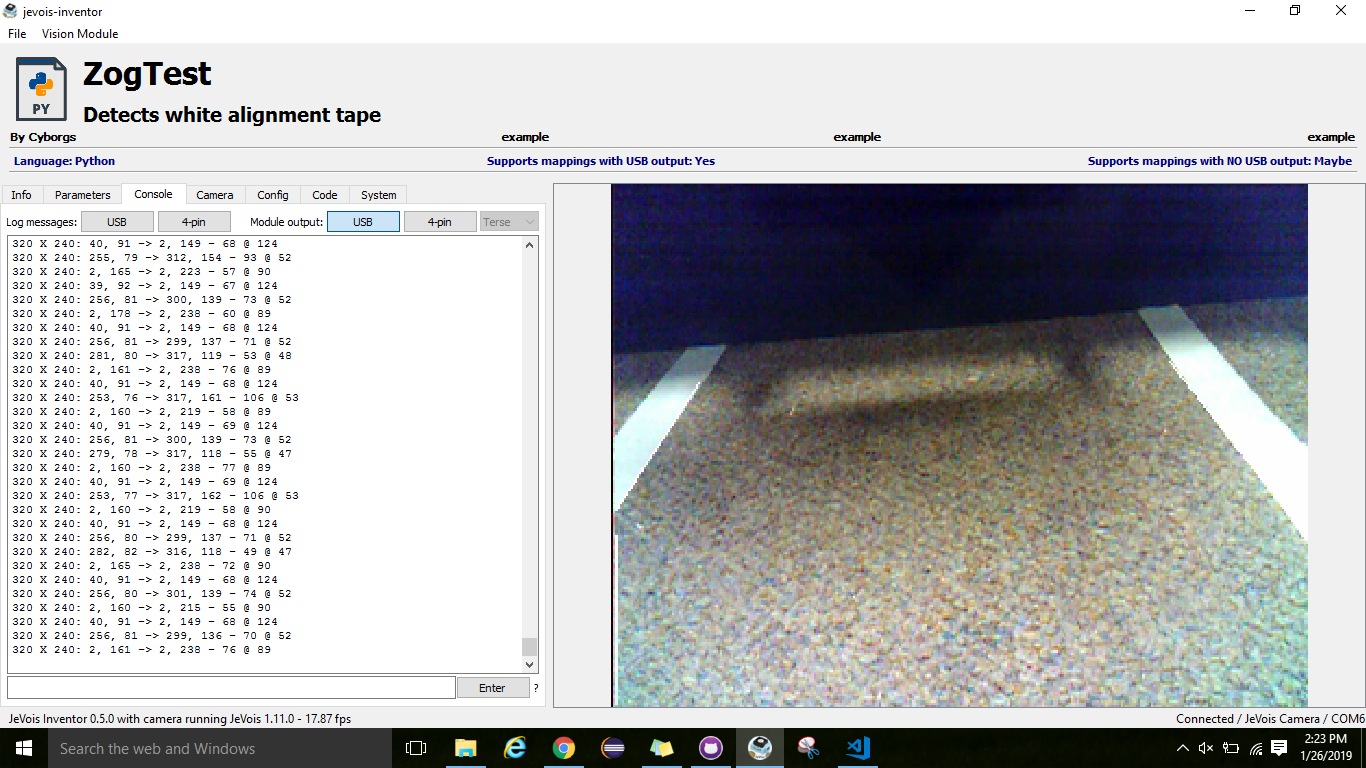 jevois-inventor
File Vision Module
PY
ZogTest
Detects white alignment tape
By Cyborgs example example example
Language: Python Supports mappings with USB output: Yes Supports mappings with NO USB output: Maybe
Info Parameters Console Camera Config Code System
Log messages: USB 4-pin Module output: USB 4-pin Terse
320 X 240: 40, 91 -> 2, 149 - 68 @ 124
320 X 240: 255, 79 -> 312, 154 - 93 @ 52
320 X 240: 2, 165 -> 2, 223 - 57 @ 90
320 X 240: 39, 92 -> 2, 149 - 67 @ 124
320 X 240: 256, 81 -> 300, 139 - 73 @ 52
320 X 240: 2, 178 -> 2, 238 - 60 @ 89
320 X 240: 40, 91 -> 2, 149 - 68 @ 124
320 X 240: 256, 81 -> 299, 137 - 71 @ 52
320 X 240: 281, 80 -> 317, 119 - 53 @ 48
320 X 240: 2, 161 -> 2, 238 - 76 @ 89
320 X 240: 40, 91 -> 2, 149 - 68 @ 124
320 X 240: 253, 76 -> 317, 161 - 106 @ 53
320 X 240: 2, 160 -> 2, 219 - 58 @ 89
320 X 240: 40, 91 -> 2, 149 - 69 @ 124
320 X 240: 256, 81 -> 300, 139 - 73 @ 52
320 X 240: 279, 78 -> 317, 118 - 55 @ 47
320 X 240: 2, 160 -> 2, 238 - 77 @ 89
320 X 240: 40, 91 -> 2, 149 - 69 @ 124
320 X 240: 253, 77 -> 317, 162 - 106 @ 53
320 X 240: 2, 160 -> 2, 219 - 58 @ 90
320 X 240: 40, 91 -> 2, 149 - 68 @ 124
320 X 240: 256, 80 -> 299, 137 - 71 @ 52
320 X 240: 282, 82 -> 316, 118 - 49 @ 47
320 X 240: 2, 165 -> 2, 238 - 72 @ 90
320 X 240: 40, 91 -> 2, 149 - 68 @ 124
320 X 240: 256, 80 -> 301, 139 - 74 @ 52
320 X 240: 2, 160 -> 2, 215 - 55 @ 90
320 X 240: 40, 91 -> 2, 149 - 68 @ 124
320 X 240: 256, 81 -> 299, 136 - 70 @ 52
320 X 240: 2, 161 -> 2, 238 - 76 @ 89
Enter ?
JeVois Inventor 0.5.0 with camera running JeVois 1.11.0 - 17.87 fps Connected / JeVois Camera / COM6
Search the web and Windows
2:23 PM
1/26/2019